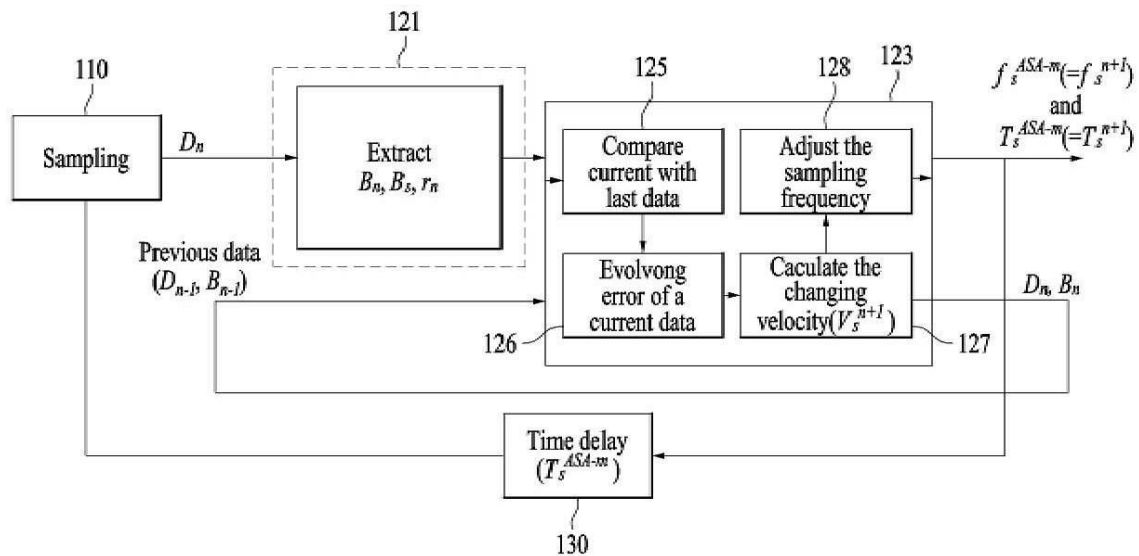 121
110
125
128
123
f_s^{ASA-m}(=f_s^{n+1})
and
T_s^{ASA-m}(=T_s^{n+1})
Sampling
D_n
Extract
B_n, B_s, r_n
Compare
current with
last data
Adjust the
sampling
frequency
Previous data
(D_{n-1}, B_{n-1})
Evolvong
error of a
current data
Caculate the
changing
velocity(V_s^{n+1})
D_n, B_n
126
127
Time delay
(T_s^{ASA-m})
130